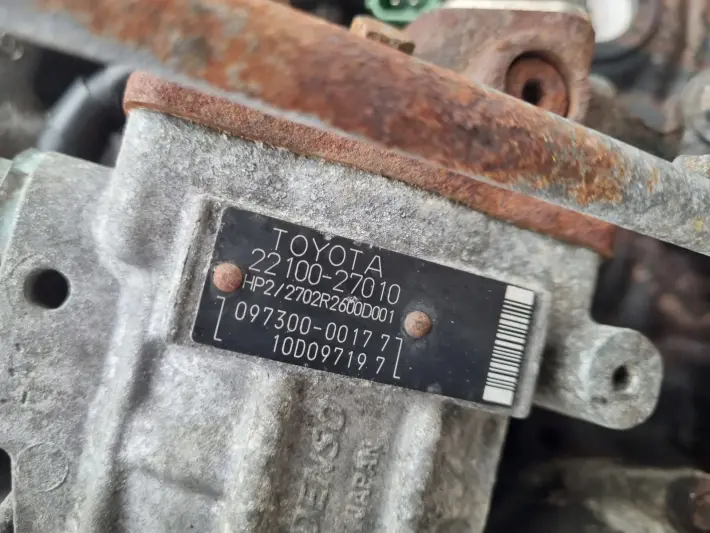 TOYOTA
22100-27010
HP2/2702R2600D001
097300-0017 7
10D09719 7
DENSO
JAPAN